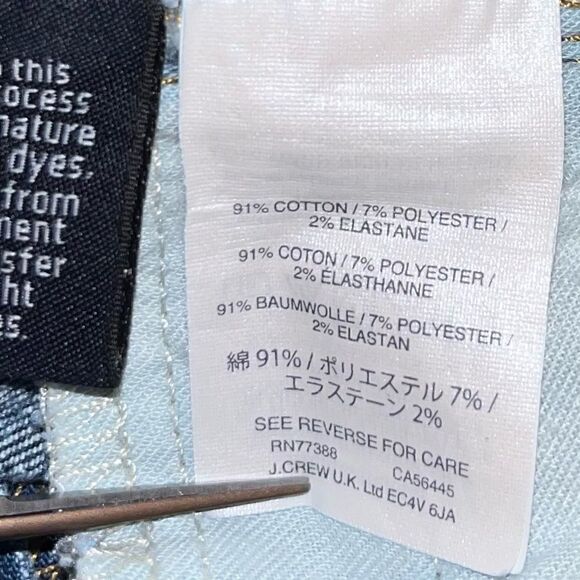 this
ocess
nature
dyes,
from
ment
sfer
ht
es.
91% COTTON / 7% POLYESTER /
2% ELASTANE
91% COTON / 7% POLYESTER /
2% ÉLASTHANNE
91% BAUMWOLLE / 7% POLYESTER /
2% ELASTAN
綿 91% / ポリエステル 7% /
エラステーン 2%
SEE REVERSE FOR CARE
RN77388 CA56445
J.CREW U.K. Ltd EC4V 6JA